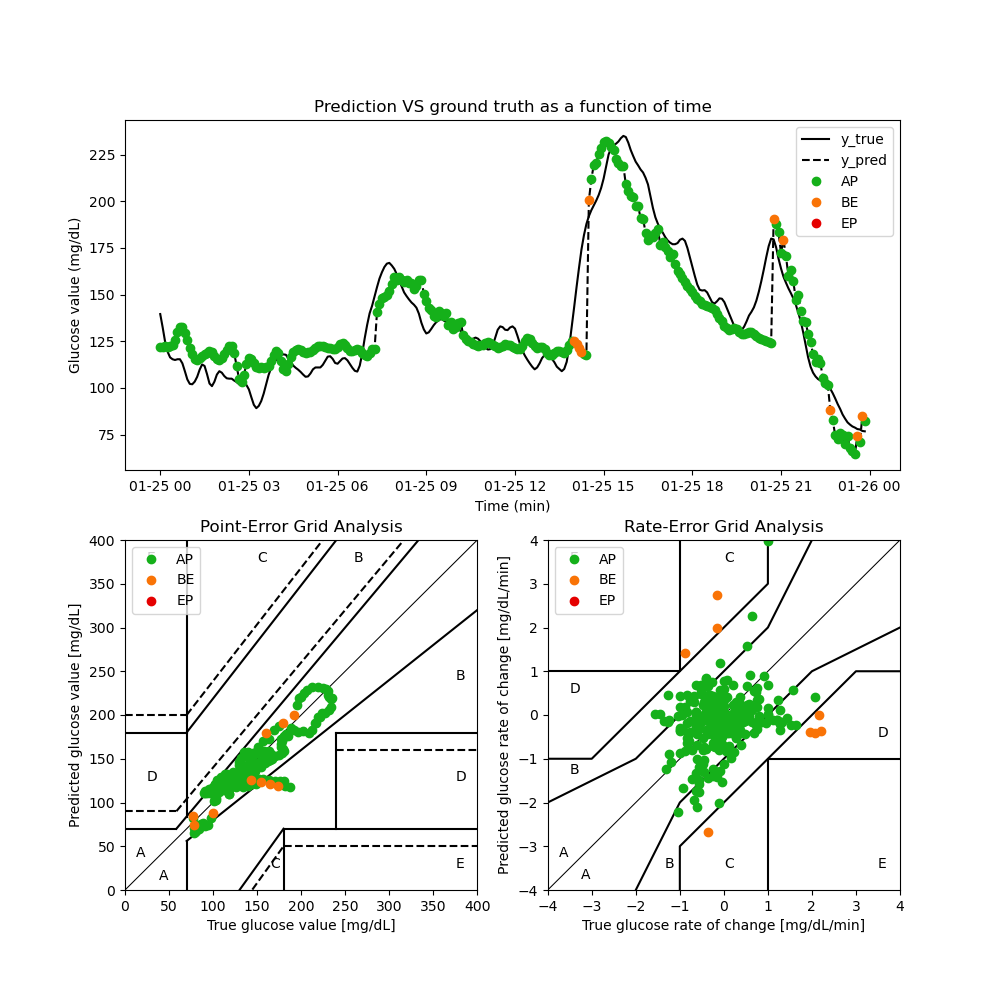 Prediction VS ground truth as a function of time
Glucose value (mg/dL)
225
200
175
150
125
100
75
y_true
y_pred
AP
BE
EP
01-25 00 01-25 03 01-25 06 01-25 09 01-25 12 01-25 15 01-25 18 01-25 21 01-26 00
Time (min)
Point-Error Grid Analysis
Predicted glucose value [mg/dL]
400
350
300
250
200
150
100
50
0
AP
BE
EP
C
B
B
D
D
A
A
C
E
0 50 100 150 200 250 300 350 400
True glucose value [mg/dL]
Rate-Error Grid Analysis
Predicted glucose rate of change [mg/dL/min]
4
3
2
1
0
−1
−2
−3
−4
AP
BE
EP
C
D
D
B
A
A
B
C
E
−4 −3 −2 −1 0 1 2 3 4
True glucose rate of change [mg/dL/min]